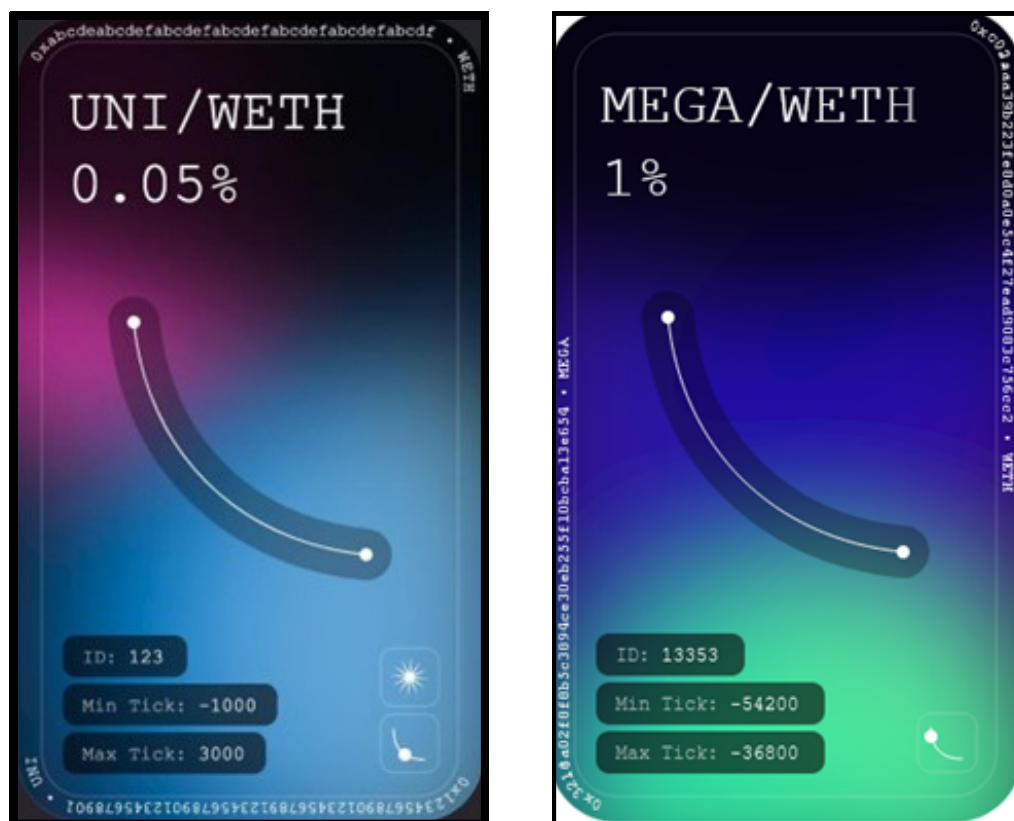 0xabcdeabcdefabcdefabcdefabcdefabcdefabcdf • WETH
UNI/WETH
0.05%
ID: 123
Min Tick: -1000
Max Tick: 3000
• UNI
MEGA/WETH
1%
• WETH
• MEGA
ID: 13353
Min Tick: -54200
Max Tick: -36800